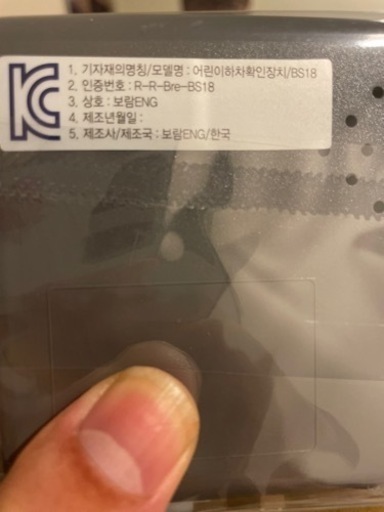 KC
1. 기자재의명칭/모델명 : 어린이하차확인장치/BS18
2. 인증번호 : R-R-Bre-BS18
3. 상호 : 보람ENG
4. 제조년월일 :
5. 제조사/제조국 : 보람ENG/한국